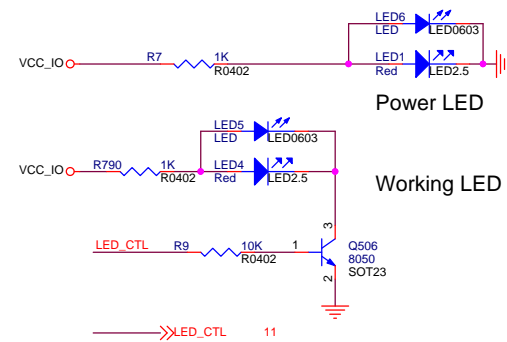 LED6
LED LED0603
R7 1K
VCC_IO R0402
LED1
Red LED2.5
Power LED
LED5
LED LED0603
R790 1K
VCC_IO R0402
LED4
Red LED2.5
Working LED
3
LED_CTL R9 10K 1 Q506
R0402 8050
SOT23
2
LED_CTL 11